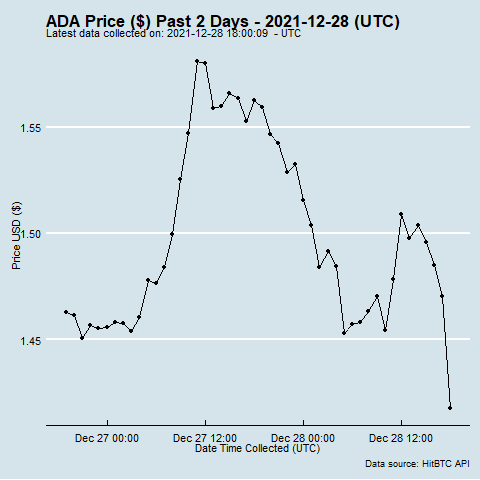 ADA Price ($) Past 2 Days - 2021-12-28 (UTC)
Latest data collected on: 2021-12-28 18:00:09 - UTC
Price USD ($)
1.55
1.50
1.45
Dec 27 00:00 Dec 27 12:00 Dec 28 00:00 Dec 28 12:00
Date Time Collected (UTC)
Data source: HitBTC API